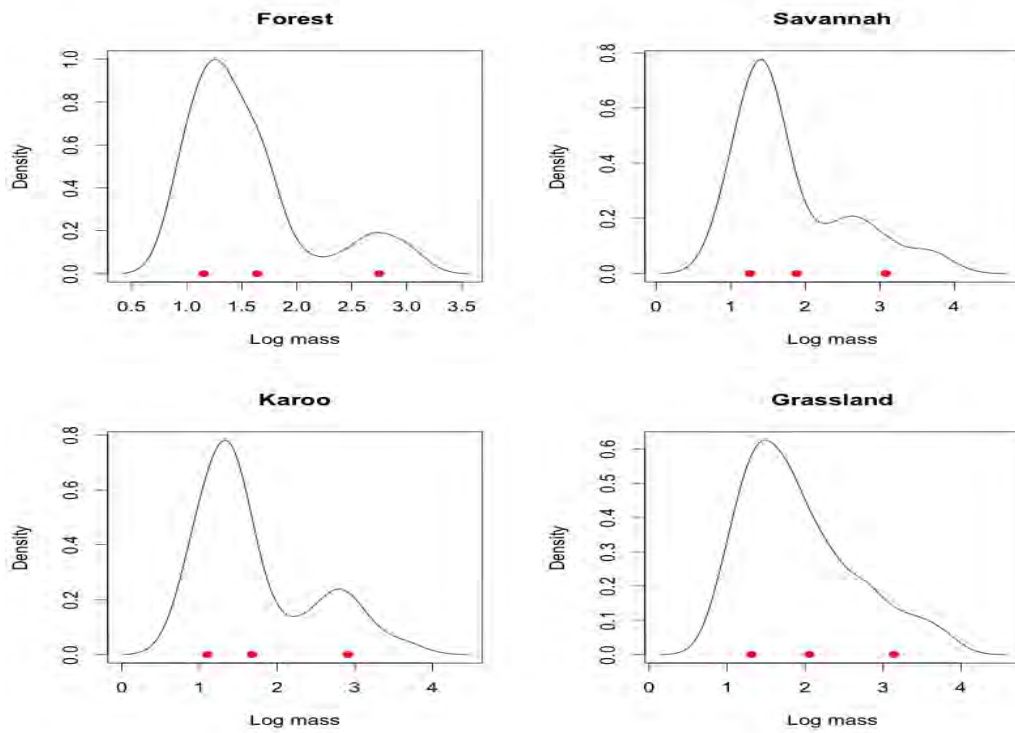 Forest
Density
0.0 0.2 0.4 0.6 0.8 1.0
0.5 1.0 1.5 2.0 2.5 3.0 3.5
Log mass
Savannah
Density
0.0 0.2 0.4 0.6 0.8
0 1 2 3 4
Log mass
Karoo
Density
0.0 0.2 0.4 0.6 0.8
0 1 2 3 4
Log mass
Grassland
Density
0.0 0.1 0.2 0.3 0.4 0.5 0.6
0 1 2 3 4
Log mass